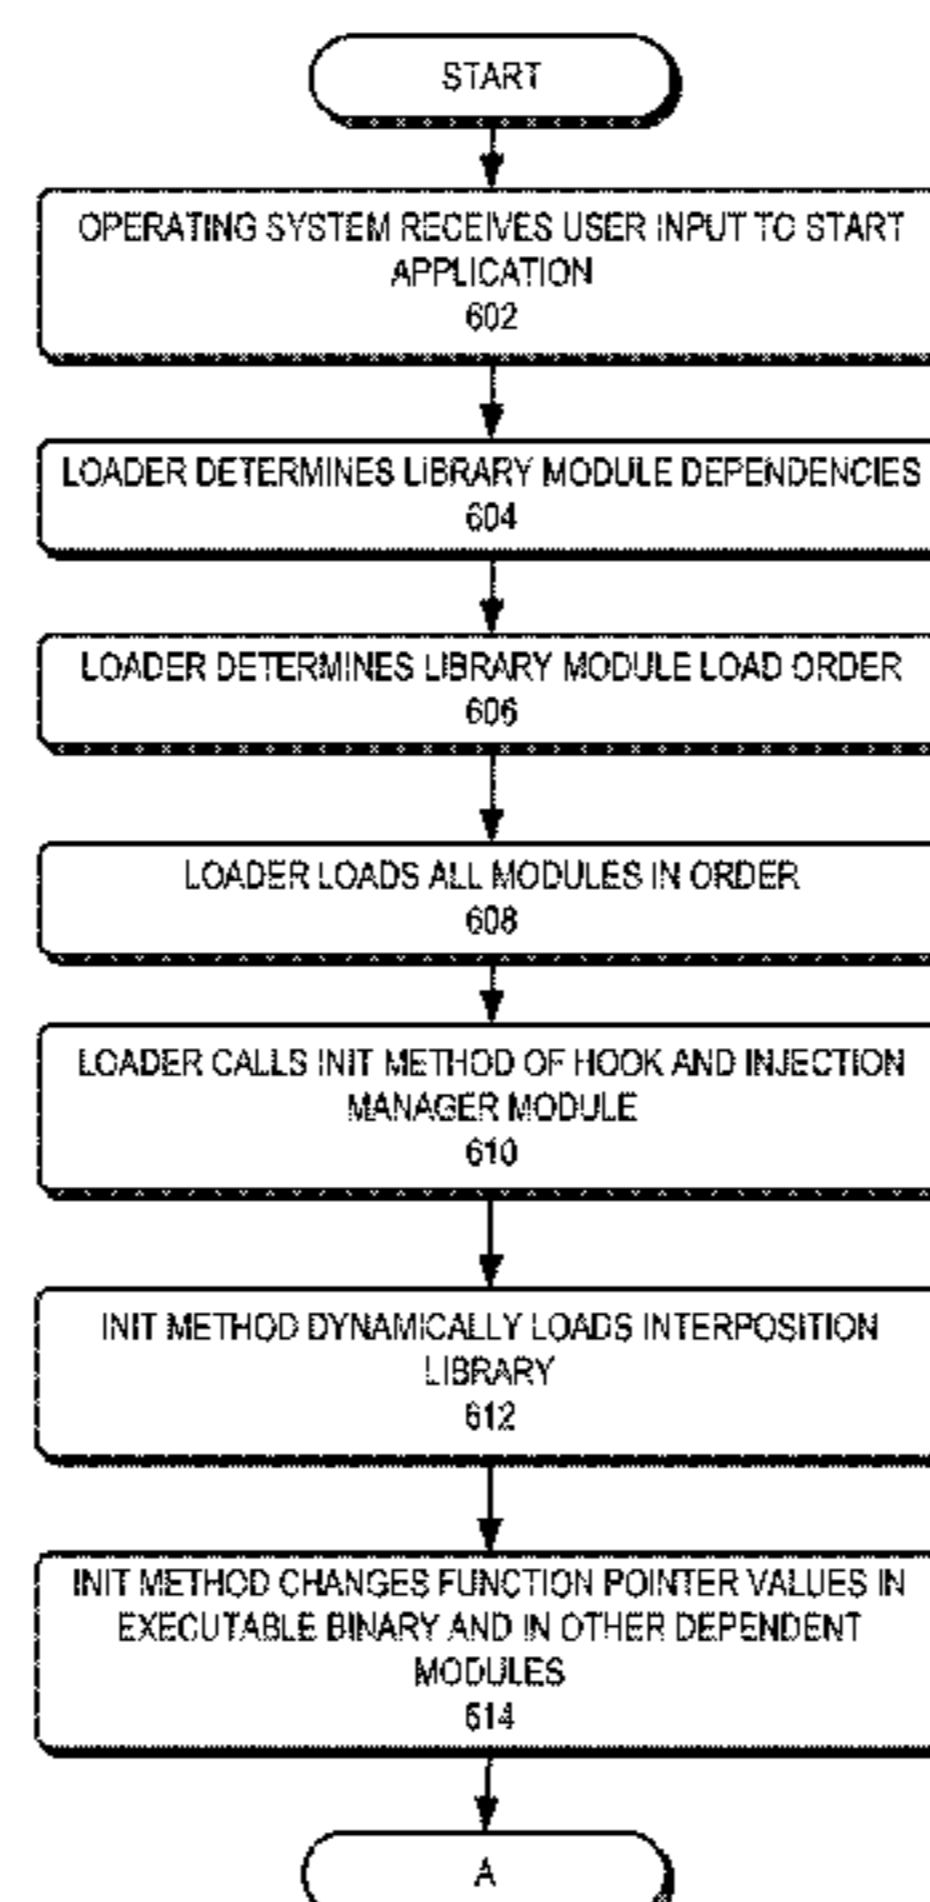 START
OPERATING SYSTEM RECEIVES USER INPUT TO START
APPLICATION
602
LOADER DETERMINES LIBRARY MODULE DEPENDENCIES
604
LOADER DETERMINES LIBRARY MODULE LOAD ORDER
606
LOADER LOADS ALL MODULES IN ORDER
608
LOADER CALLS INIT METHOD OF HOOK AND INJECTION
MANAGER MODULE
610
INIT METHOD DYNAMICALLY LOADS INTERPOSITION
LIBRARY
612
INIT METHOD CHANGES FUNCTION POINTER VALUES IN
EXECUTABLE BINARY AND IN OTHER DEPENDENT
MODULES
614
A